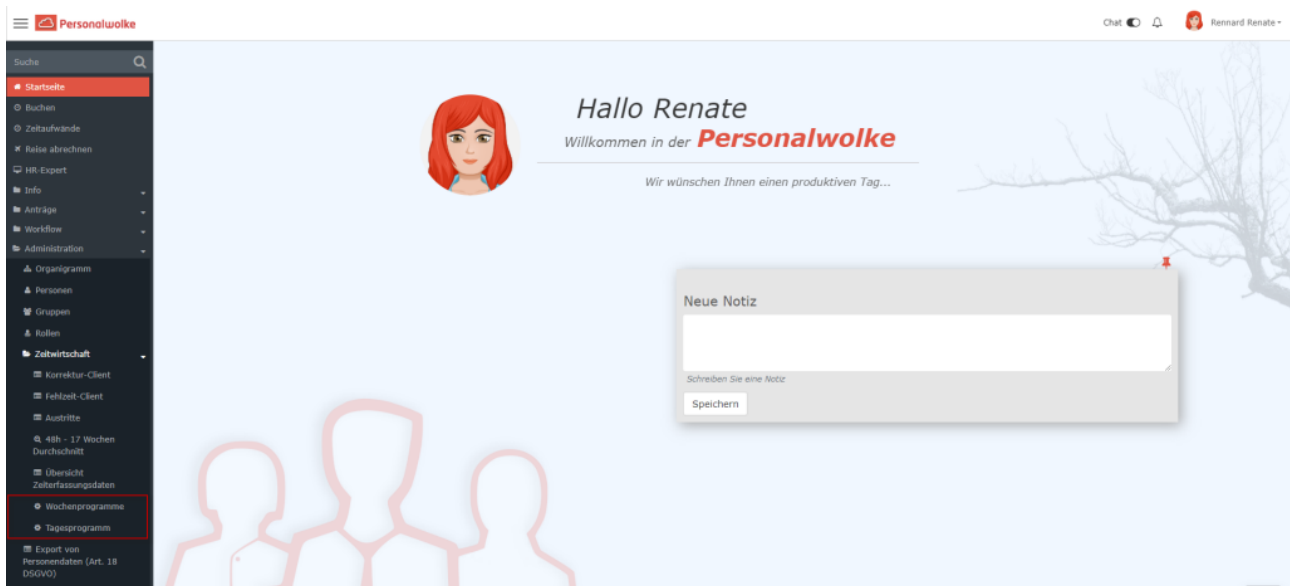 Personalwolke
Chat
Rennard Renate
Suche
Startseite
Buchen
Zeitaufwände
Reise abrechnen
HR-Expert
Info
Anträge
Workflow
Administration
Organigramm
Personen
Gruppen
Rollen
Zeitwirtschaft
Korrektur-Client
Fehlzeit-Client
Austritte
48h - 17 Wochen
Durchschnitt
Übersicht
Zeiterfassungsdaten
Wochenprogramme
Tagesprogramm
Export von
Personendaten (Art. 18
DSGVO)
Hallo Renate
Willkommen in der Personalwolke
Wir wünschen Ihnen einen produktiven Tag...
Neue Notiz
Schreiben Sie eine Notiz
Speichern